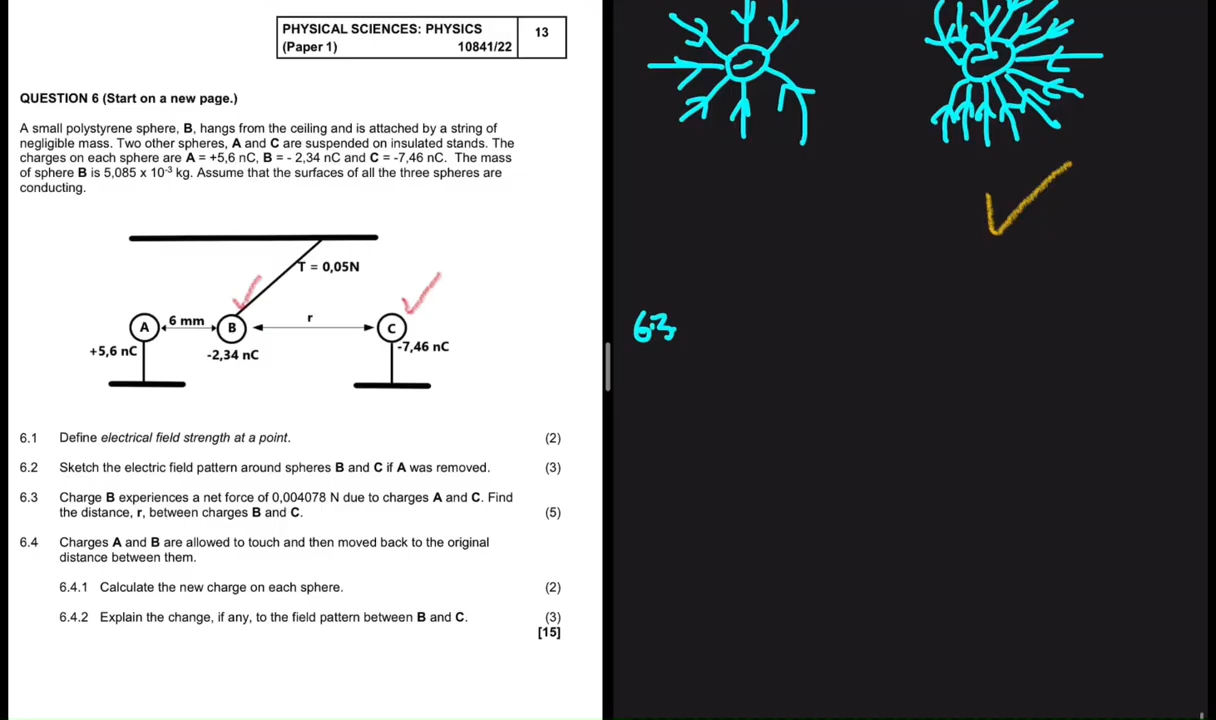 PHYSICAL SCIENCES: PHYSICS
(Paper 1) 10841/22
13
QUESTION 6 (Start on a new page.)
A small polystyrene sphere, B, hangs from the ceiling and is attached by a string of
negligible mass. Two other spheres, A and C are suspended on insulated stands. The
charges on each sphere are A = +5,6 nC, B = - 2,34 nC and C = -7,46 nC. The mass
of sphere B is 5,085 x 10⁻³ kg. Assume that the surfaces of all the three spheres are
conducting.
T = 0,05N
A 6 mm B r C
+5,6 nC -2,34 nC -7,46 nC
6.1 Define electrical field strength at a point. (2)
6.2 Sketch the electric field pattern around spheres B and C if A was removed. (3)
6.3 Charge B experiences a net force of 0,004078 N due to charges A and C. Find
the distance, r, between charges B and C. (5)
6.4 Charges A and B are allowed to touch and then moved back to the original
distance between them.
6.4.1 Calculate the new charge on each sphere. (2)
6.4.2 Explain the change, if any, to the field pattern between B and C. (3)
[15]
6.3